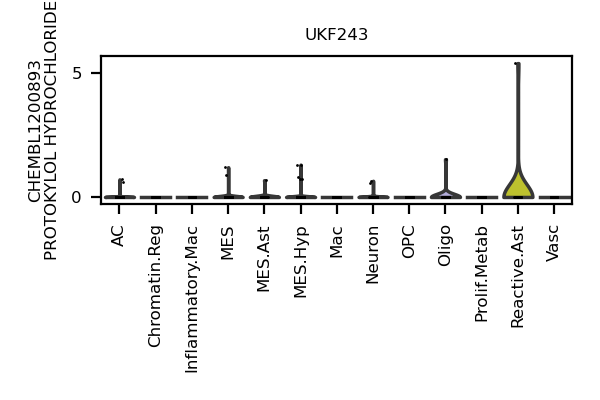 UKF243
CHEMBL1200893
PROTOKYLOL HYDROCHLORIDE
5
0
AC
Chromatin.Reg
Inflammatory.Mac
MES
MES.Ast
MES.Hyp
Mac
Neuron
OPC
Oligo
Prolif.Metab
Reactive.Ast
Vasc